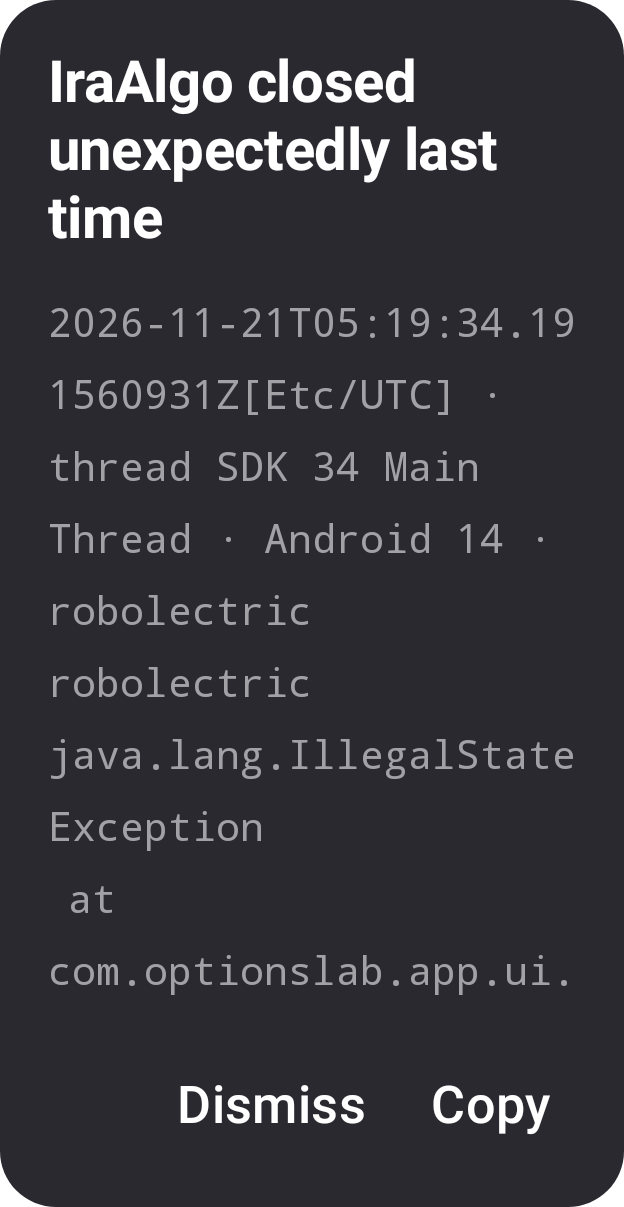 IraAlgo closed
unexpectedly last
time
2026-11-21T05:19:34.19
1560931Z[Etc/UTC] ·
thread SDK 34 Main
Thread · Android 14 ·
robolectric
robolectric
java.lang.IllegalState
Exception
at
com.optionslab.app.ui.
Dismiss Copy